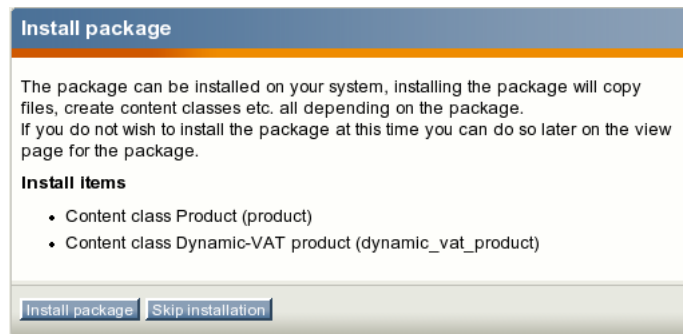 Install package
The package can be installed on your system, installing the package will copy
files, create content classes etc. all depending on the package.
If you do not wish to install the package at this time you can do so later on the view
page for the package.
Install items
• Content class Product (product)
• Content class Dynamic-VAT product (dynamic_vat_product)
Install package Skip installation